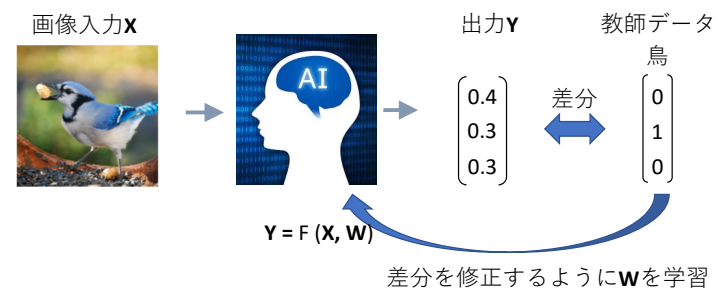 画像入力X
出力Y
教師データ
鳥
AI
0.4
0.3
0.3
差分
0
1
0
Y = F (X, W)
差分を修正するようにWを学習